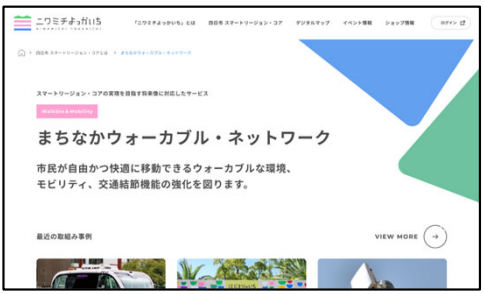 ニワミチよっかいち
NIWAMICHI YOKKAICHI
「ニワミチよっかいち」とは
四日市 スマートリージョン・コア
デジタルマップ
イベント情報
ショップ情報
ログイン
四日市 スマートリージョン・コアとは > まちなかウォーカブル・ネットワーク
スマートリージョン・コアの実現を目指す将来像に対応したサービス
Walkable & Mobility
まちなかウォーカブル・ネットワーク
市民が自由かつ快適に移動できるウォーカブルな環境、
モビリティ、交通結節機能の強化を図ります。
最近の取組み事例
VIEW MORE